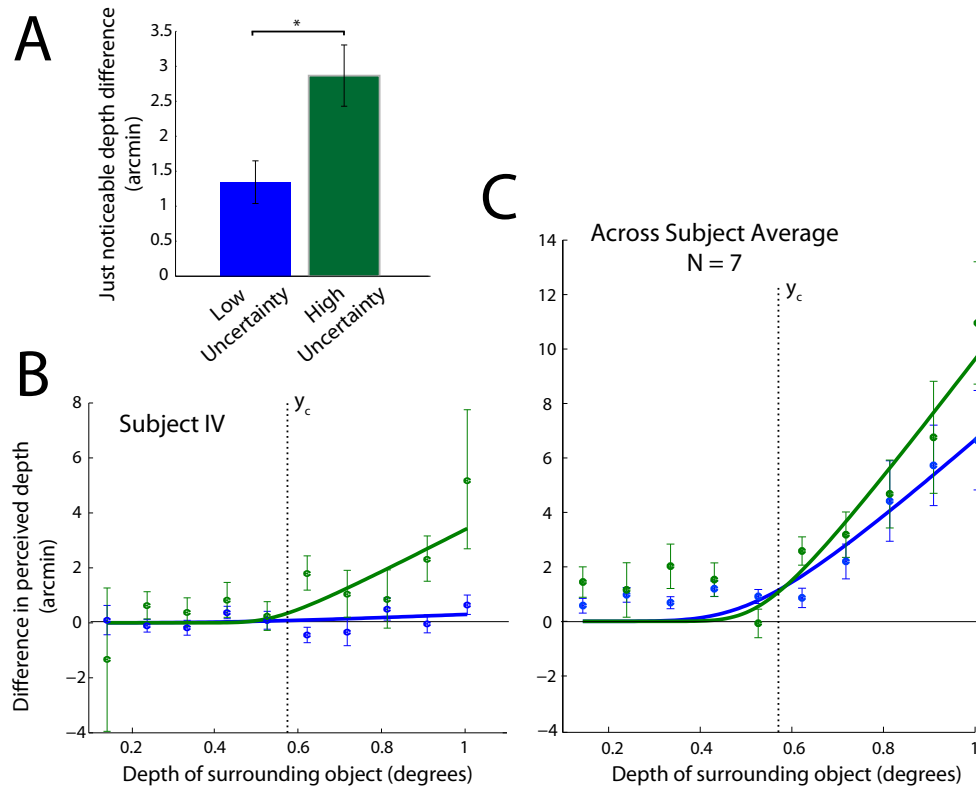 A
Just noticeable depth difference
(arcmin)
3.5
3
2.5
2
1.5
1
0.5
0
*
Low
Uncertainty
High
Uncertainty
B
Difference in perceived depth
(arcmin)
8
6
4
2
0
−2
−4
Subject IV
y_c
0.2 0.4 0.6 0.8 1
Depth of surrounding object (degrees)
C
Across Subject Average
N = 7
14
12
10
8
6
4
2
0
−2
−4
y_c
0.2 0.4 0.6 0.8 1
Depth of surrounding object (degrees)